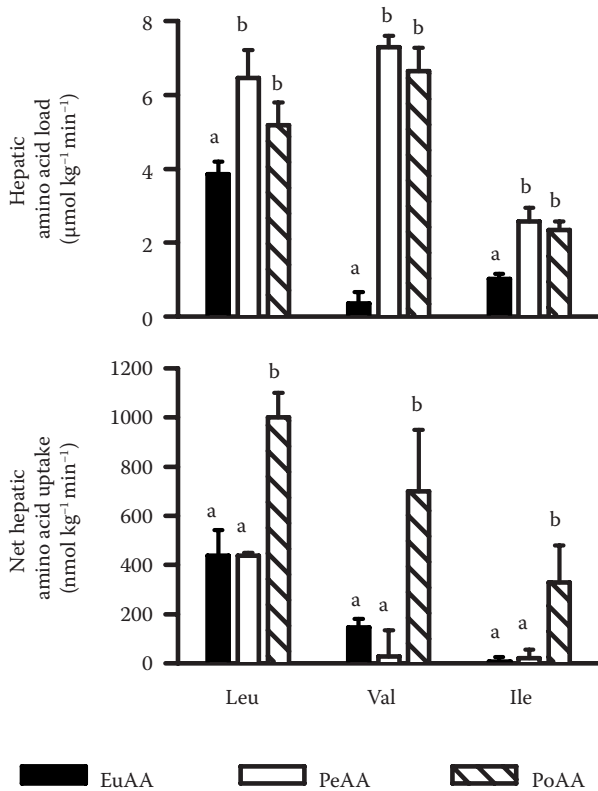 Hepatic
amino acid load
(µmol kg⁻¹ min⁻¹)
8
6
4
2
0
a
b
b
a
b
b
a
b
b
Net hepatic
amino acid uptake
(nmol kg⁻¹ min⁻¹)
1200
1000
800
600
400
200
0
a
a
b
a
a
b
a
a
b
Leu Val Ile
EuAA PeAA PoAA